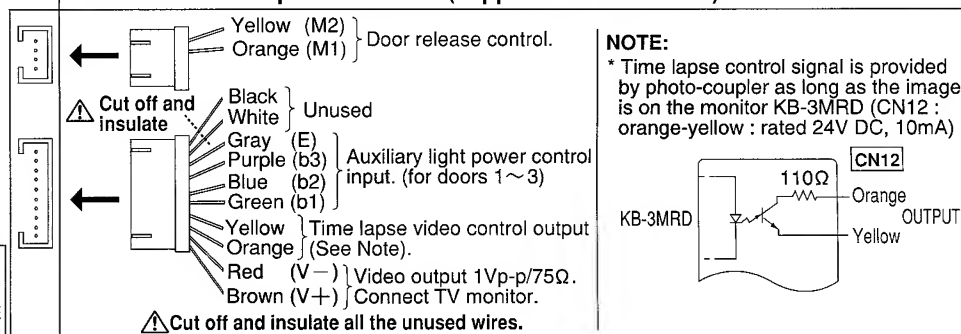 Yellow (M2)
Orange (M1)
Door release control.
⚠ Cut off and
insulate
Black
White
Unused
Gray (E)
Purple (b3)
Blue (b2)
Green (b1)
Auxiliary light power control
input. (for doors 1~3)
Yellow
Orange
Time lapse video control output
(See Note).
Red (V−)
Brown (V+)
Video output 1Vp-p/75Ω.
Connect TV monitor.
⚠Cut off and insulate all the unused wires.
NOTE:
* Time lapse control signal is provided
by photo-coupler as long as the image
is on the monitor KB-3MRD (CN12 :
orange-yellow : rated 24V DC, 10mA)
CN12
110Ω
KB-3MRD
Orange
OUTPUT
Yellow